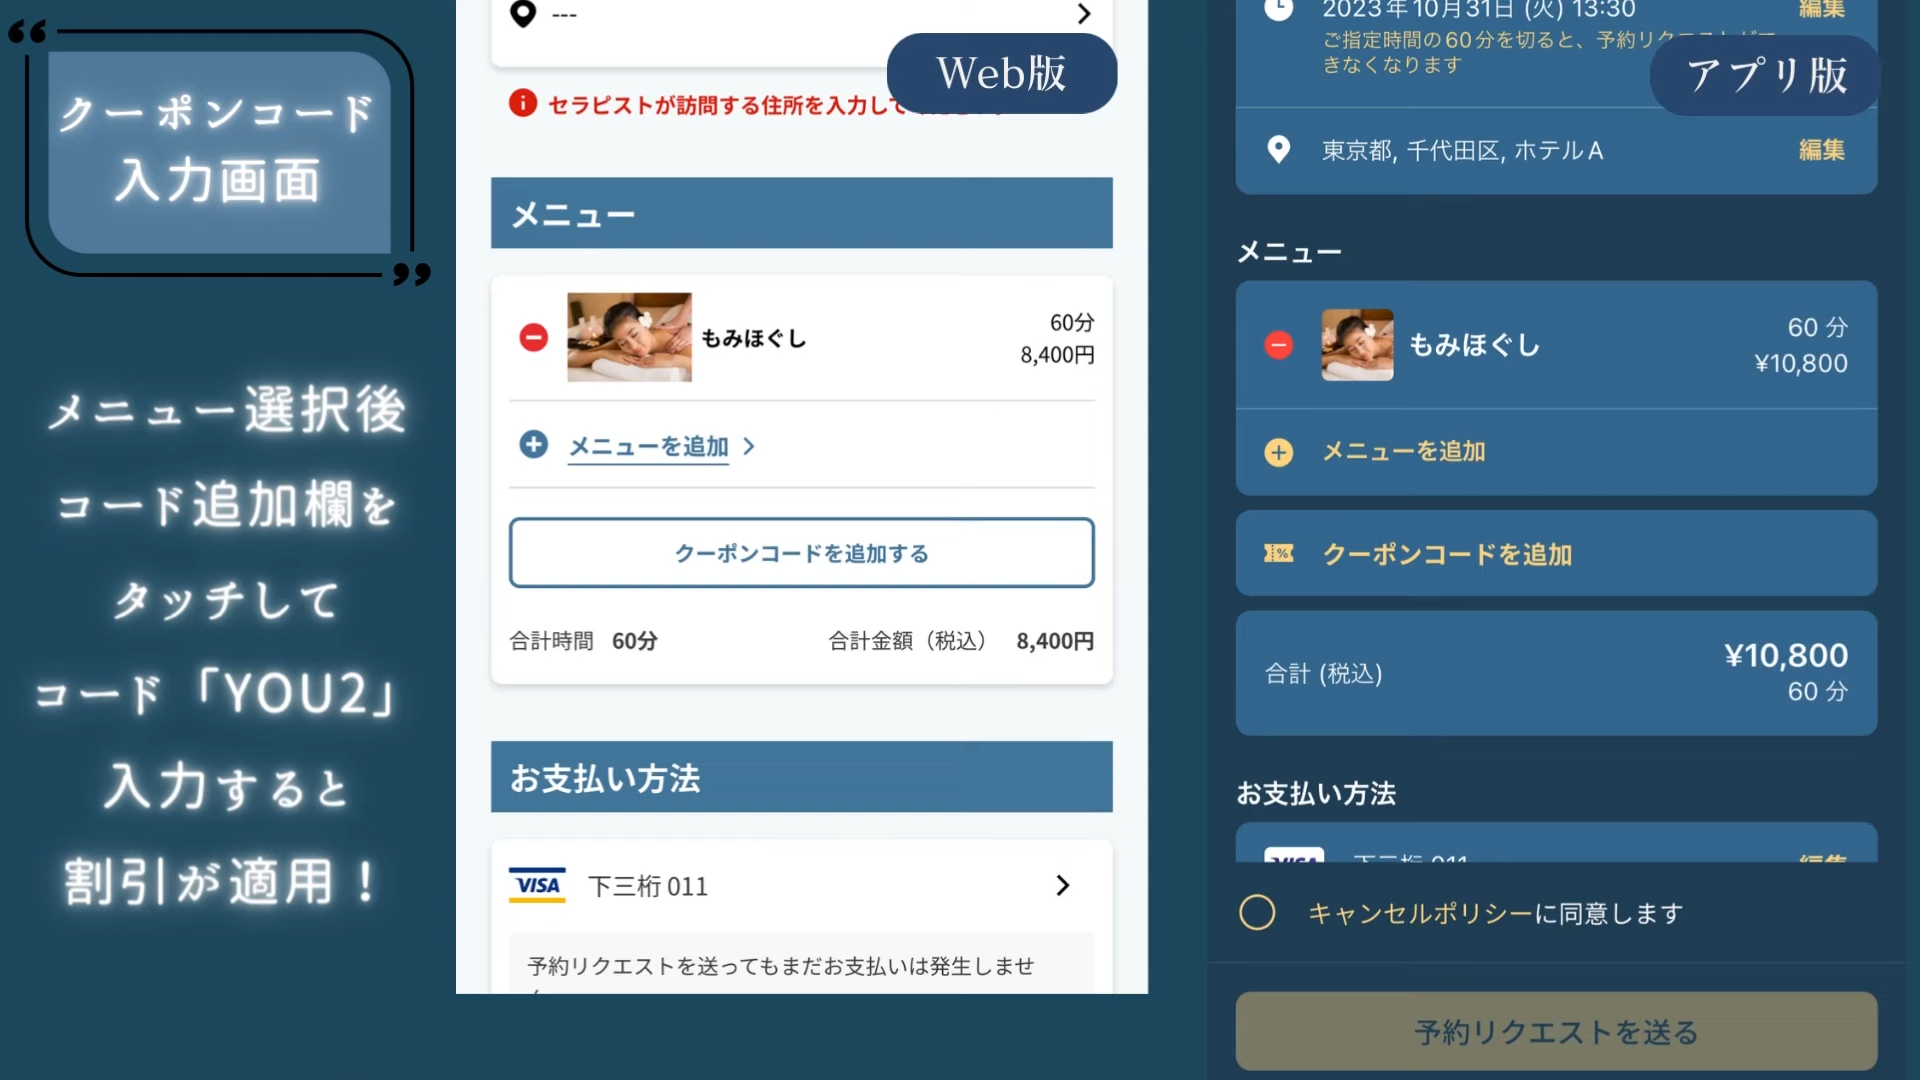 クーポンコード
入力画面
メニュー選択後
コード追加欄を
タッチして
コード「YOU2」
入力すると
割引が適用！
Web版
---
セラピストが訪問する住所を入力して
メニュー
もみほぐし
60分
8,400円
メニューを追加
クーポンコードを追加する
合計時間 60分 合計金額（税込） 8,400円
お支払い方法
VISA 下三桁 011
予約リクエストを送ってもまだお支払いは発生しませ
アプリ版
2023年10月31日 (火) 13:30 編集
ご指定時間の60分を切ると、予約リクエストがで
きなくなります
東京都, 千代田区, ホテルA 編集
メニュー
もみほぐし
60 分
¥10,800
メニューを追加
クーポンコードを追加
合計 (税込)
¥10,800
60 分
お支払い方法
VISA 下三桁 011 編集
キャンセルポリシーに同意します
予約リクエストを送る